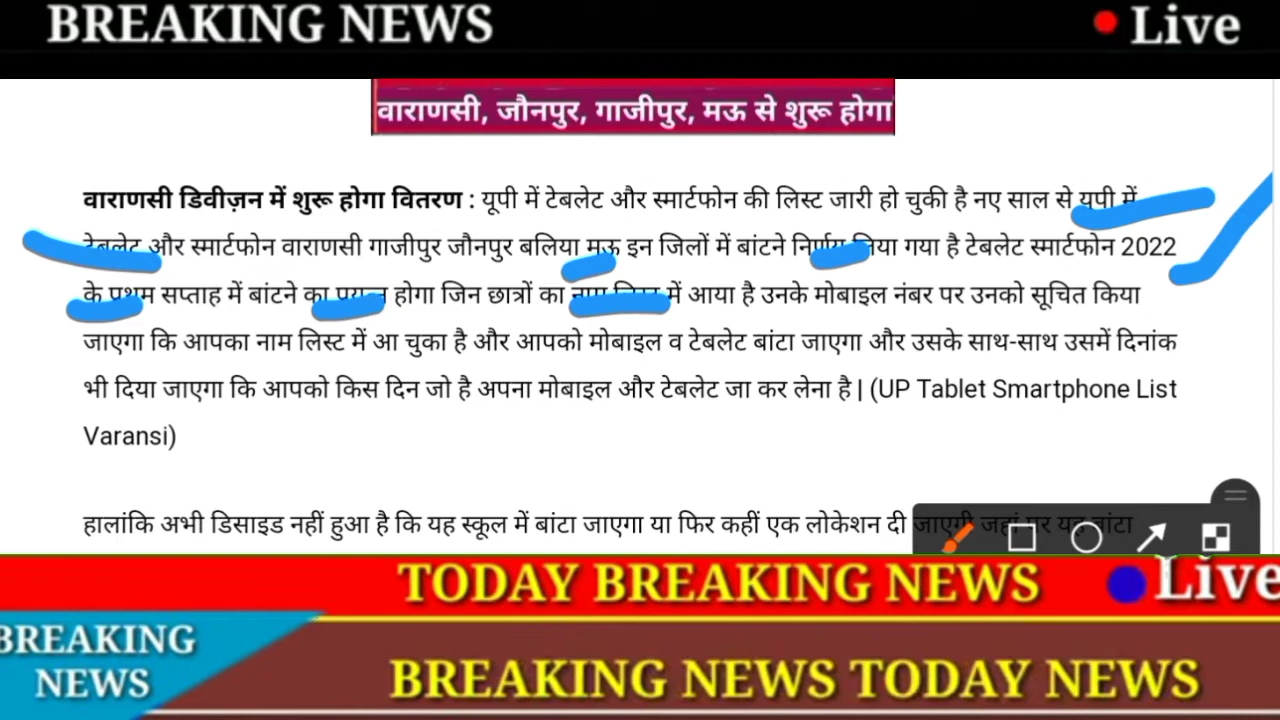 BREAKING NEWS
Live
वाराणसी, जौनपुर, गाजीपुर, मऊ से शुरू होगा
वाराणसी डिवीज़न में शुरू होगा वितरण : यूपी में टेबलेट और स्मार्टफोन की लिस्ट जारी हो चुकी है नए साल से यूपी में
टेबलेट और स्मार्टफोन वाराणसी गाजीपुर जौनपुर बलिया मऊ इन जिलों में बांटने निर्णय लिया गया है टेबलेट स्मार्टफोन 2022
के प्रथम सप्ताह में बांटने का प्रयत्न होगा जिन छात्रों का नाम लिस्ट में आया है उनके मोबाइल नंबर पर उनको सूचित किया
जाएगा कि आपका नाम लिस्ट में आ चुका है और आपको मोबाइल व टेबलेट बांटा जाएगा और उसके साथ-साथ उसमें दिनांक
भी दिया जाएगा कि आपको किस दिन जो है अपना मोबाइल और टेबलेट जा कर लेना है | (UP Tablet Smartphone List
Varansi)
हालांकि अभी डिसाइड नहीं हुआ है कि यह स्कूल में बांटा जाएगा या फिर कहीं एक लोकेशन दी जाएगी जहां पर यह बांटा
TODAY BREAKING NEWS
Live
BREAKING
NEWS
BREAKING NEWS TODAY NEWS